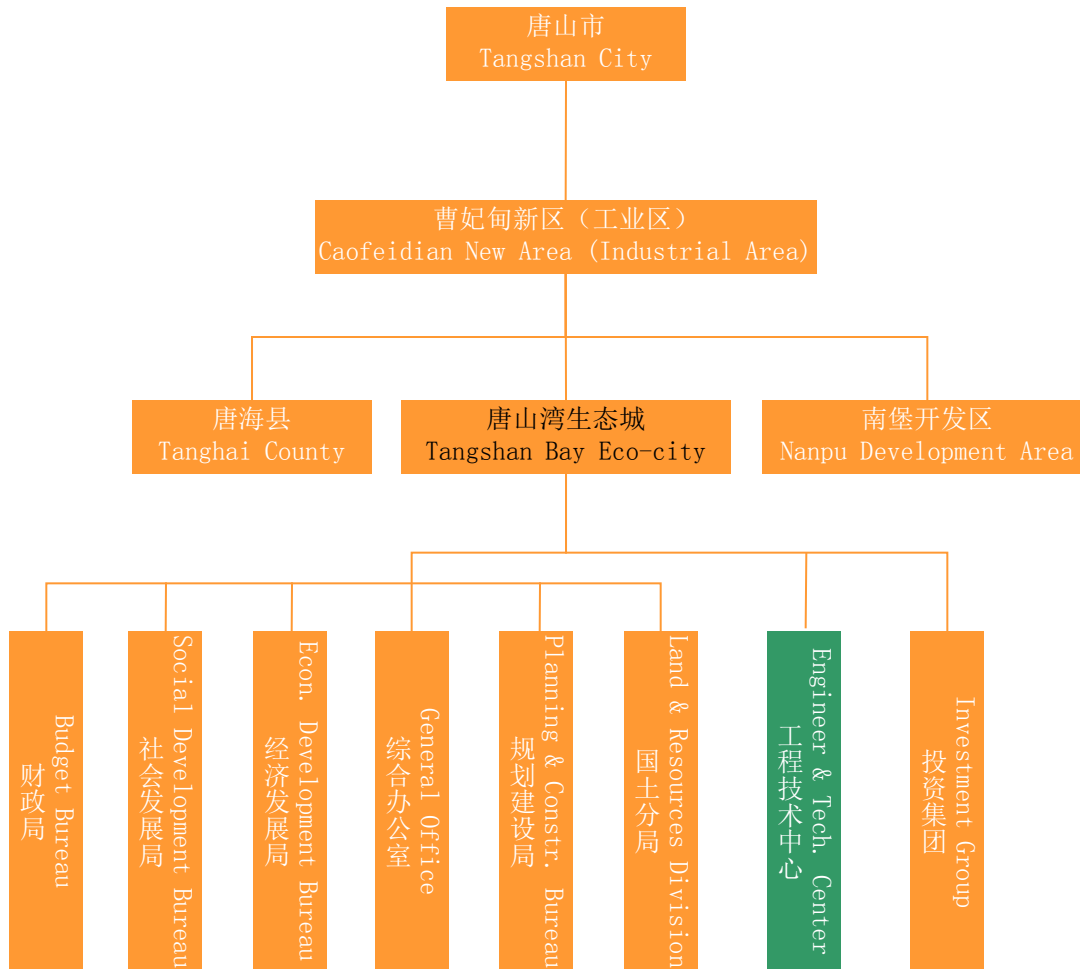 唐山市
Tangshan City
曹妃甸新区（工业区）
Caofeidian New Area (Industrial Area)
唐海县
Tanghai County
唐山湾生态城
Tangshan Bay Eco-city
南堡开发区
Nanpu Development Area
Budget Bureau
财政局
Social Development Bureau
社会发展局
Econ. Development Bureau
经济发展局
General Office
综合办公室
Planning & Constr. Bureau
规划建设局
Land & Resources Division
国土分局
Engineer & Tech. Center
工程技术中心
Investment Group
投资集团